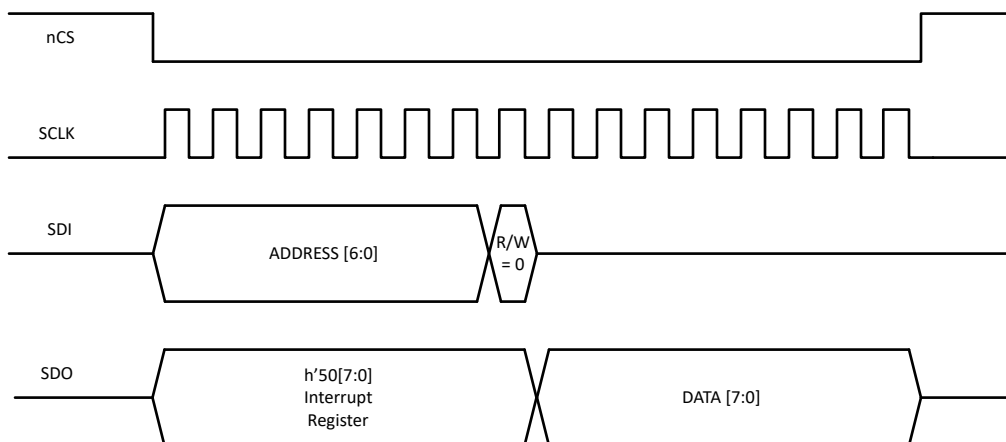 nCS
SCLK
SDI
ADDRESS [6:0]
R/W
= 0
SDO
h’50[7:0]
Interrupt
Register
DATA [7:0]